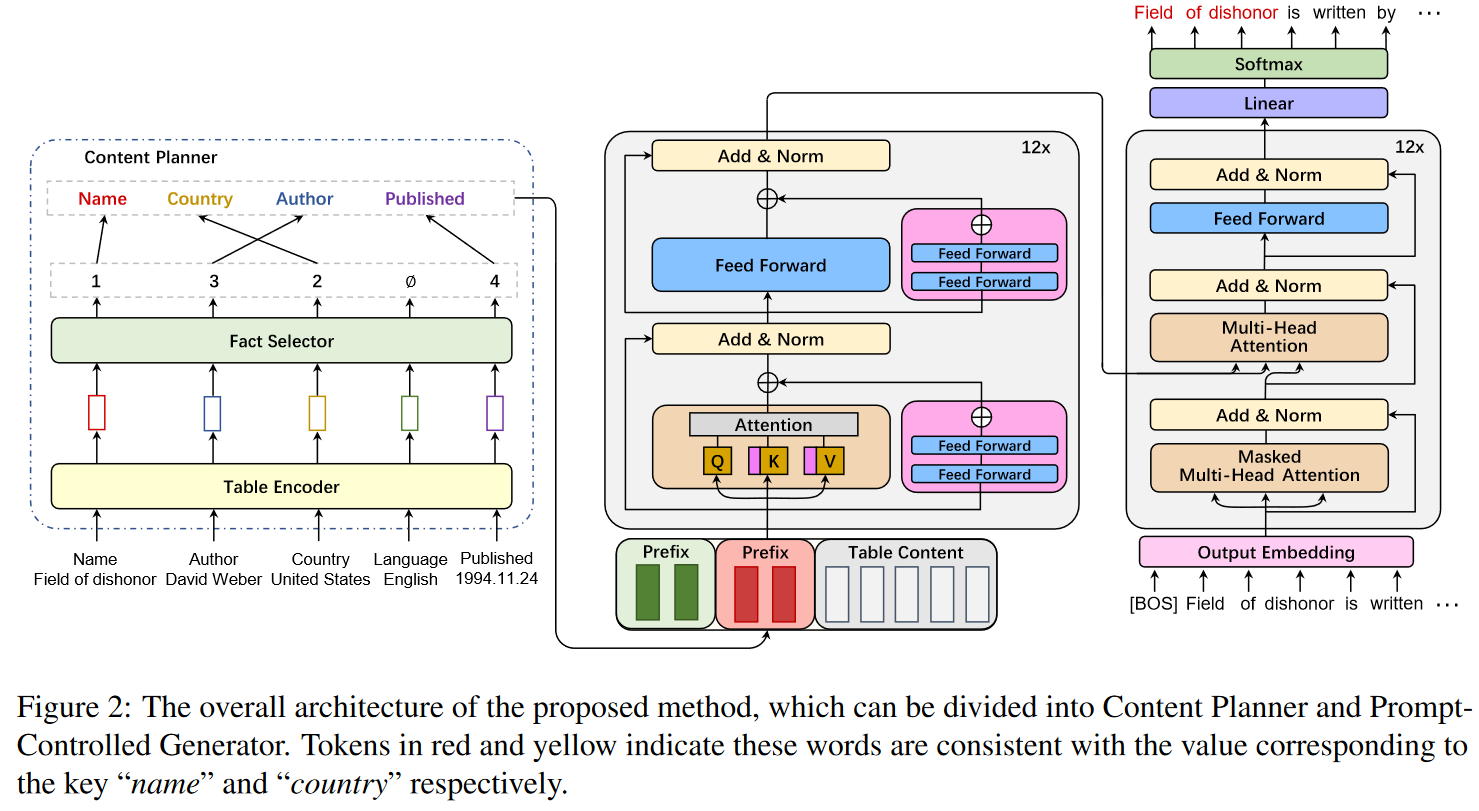 Field of dishonor is written by ···
Softmax
Linear
12x
Add & Norm
Feed Forward
Add & Norm
Multi-Head
Attention
Add & Norm
Masked
Multi-Head Attention
Output Embedding
[BOS] Field of dishonor is written ···
Content Planner
Name Country Author Published
1 3 2 ∅ 4
Fact Selector
Table Encoder
Name Author Country Language Published
Field of dishonor David Weber United States English 1994.11.24
12x
Add & Norm
Feed Forward
Feed Forward
Feed Forward
Add & Norm
Attention
Q K V
Feed Forward
Feed Forward
Prefix Prefix Table Content
Figure 2: The overall architecture of the proposed method, which can be divided into Content Planner and Prompt-
Controlled Generator. Tokens in red and yellow indicate these words are consistent with the value corresponding to
the key “name” and “country” respectively.